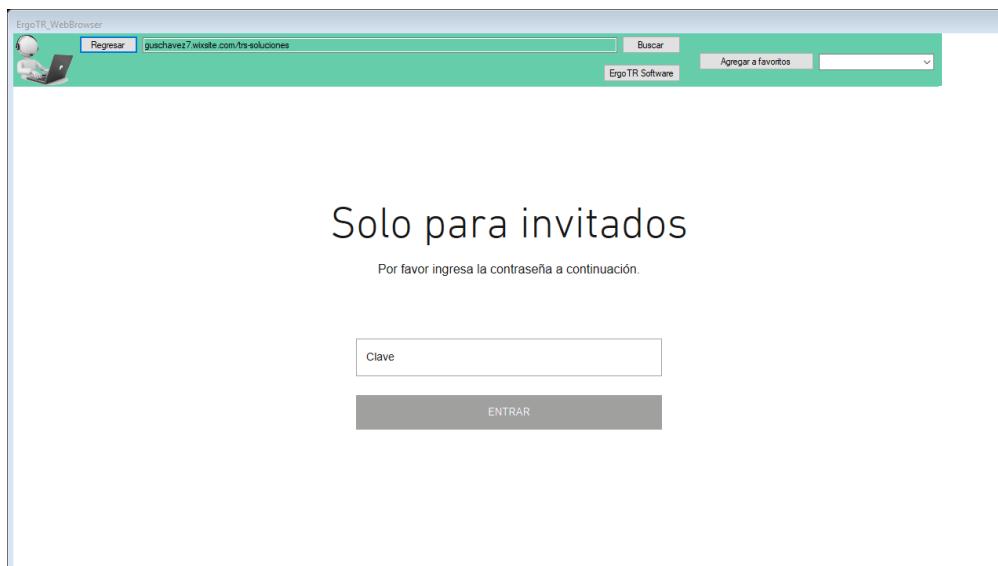 ErgoTR_WebBrowser
Regresar guschavez7.wixsite.com/trs-soluciones Buscar
Agregar a favoritos
ErgoTR Software
Solo para invitados
Por favor ingresa la contraseña a continuación.
Clave
ENTRAR